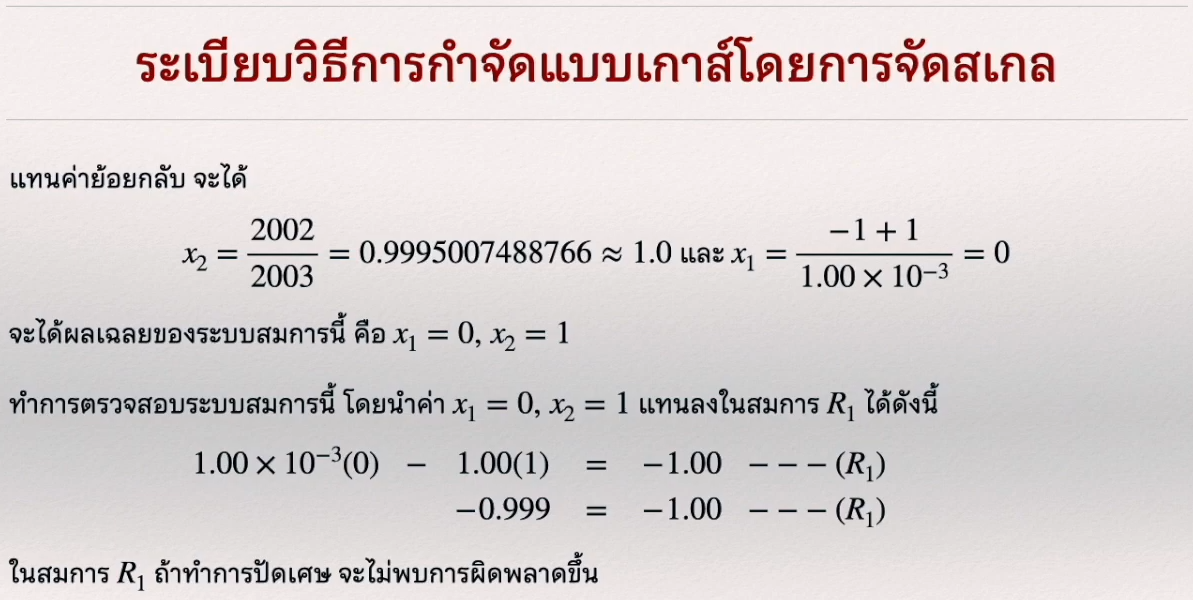 ระเบียบวิธีการกำจัดแบบเกาส์โดยการจัดสเกล
แทนค่าย้อยกลับ จะได้
x₂ = 2002/2003 = 0.9995007488766 ≈ 1.0 และ x₁ = (−1 + 1)/(1.00 × 10⁻³) = 0
จะได้ผลเฉลยของระบบสมการนี้ คือ x₁ = 0, x₂ = 1
ทำการตรวจสอบระบบสมการนี้ โดยนำค่า x₁ = 0, x₂ = 1 แทนลงในสมการ R₁ ได้ดังนี้
1.00 × 10⁻³(0) − 1.00(1) = −1.00 − − − (R₁)
−0.999 = −1.00 − − − (R₁)
ในสมการ R₁ ถ้าทำการปัดเศษ จะไม่พบการผิดพลาดขึ้น